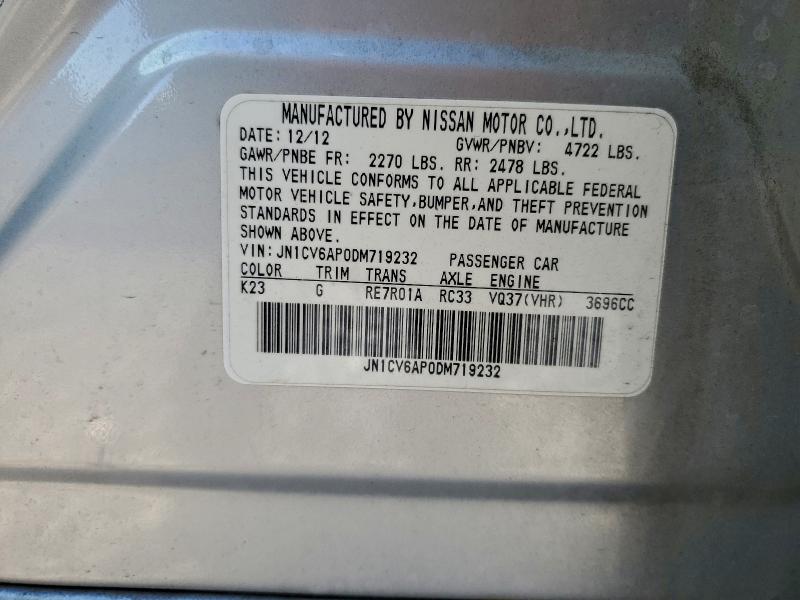 MANUFACTURED BY NISSAN MOTOR CO.,LTD.
DATE: 12/12 GVWR/PNBV: 4722 LBS.
GAWR/PNBE FR: 2270 LBS. RR: 2478 LBS.
THIS VEHICLE CONFORMS TO ALL APPLICABLE FEDERAL
MOTOR VEHICLE SAFETY,BUMPER,AND THEFT PREVENTION
STANDARDS IN EFFECT ON THE DATE OF MANUFACTURE
SHOWN ABOVE.
VIN:JN1CV6AP0DM719232 PASSENGER CAR
COLOR TRIM TRANS AXLE ENGINE
K23 G RE7R01A RC33 VQ37(VHR) 3696CC
JN1CV6AP0DM719232